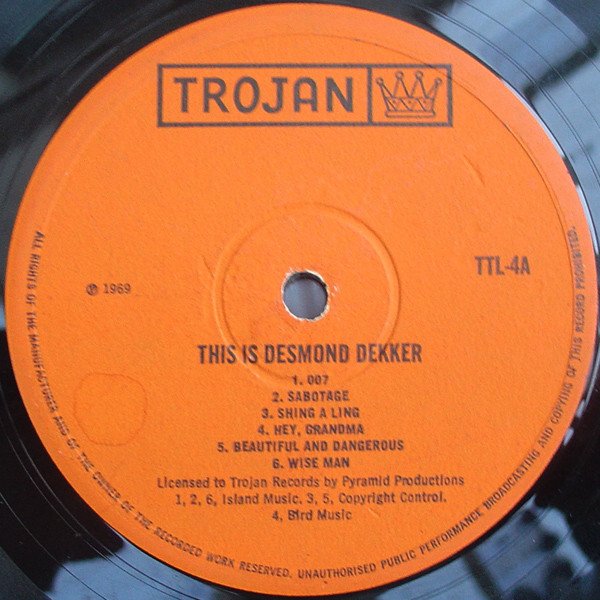 TROJAN
TTL-4A
℗ 1969
THIS IS DESMOND DEKKER
1. 007
2. SABOTAGE
3. SHING A LING
4. HEY, GRANDMA
5. BEAUTIFUL AND DANGEROUS
6. WISE MAN
Licensed to Trojan Records by Pyramid Productions
1, 2, 6, Island Music. 3, 5, Copyright Control.
4, Bird Music
ALL RIGHTS OF THE MANUFACTURER AND OF THE OWNER OF THE RECORDED WORK RESERVED. UNAUTHORISED PUBLIC PERFORMANCE BROADCASTING AND COPYING OF THIS RECORD PROHIBITED.